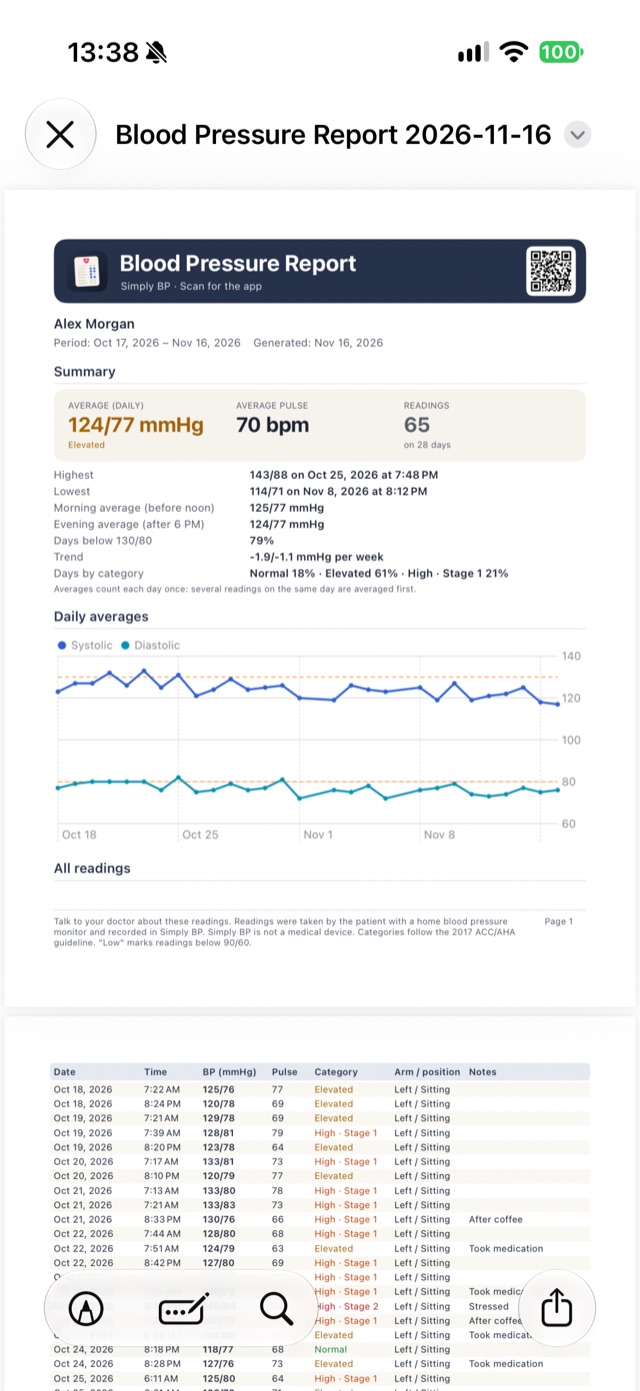 13:38
100
Blood Pressure Report 2026-11-16
Blood Pressure Report
Simply BP · Scan for the app
Alex Morgan
Period: Oct 17, 2026 – Nov 16, 2026 Generated: Nov 16, 2026
Summary
AVERAGE (DAILY) AVERAGE PULSE READINGS
124/77 mmHg 70 bpm 65
Elevated on 28 days
Highest 143/88 on Oct 25, 2026 at 7:48 PM
Lowest 114/71 on Nov 8, 2026 at 8:12 PM
Morning average (before noon) 125/77 mmHg
Evening average (after 6 PM) 124/77 mmHg
Days below 130/80 79%
Trend -1.9/-1.1 mmHg per week
Days by category Normal 18% · Elevated 61% · High · Stage 1 21%
Averages count each day once: several readings on the same day are averaged first.
Daily averages
Systolic Diastolic
140
120
100
80
60
Oct 18 Oct 25 Nov 1 Nov 8
All readings
Talk to your doctor about these readings. Readings were taken by the patient with a home blood pressure Page 1
monitor and recorded in Simply BP. Simply BP is not a medical device. Categories follow the 2017 ACC/AHA
guideline. "Low" marks readings below 90/60.
Date Time BP (mmHg) Pulse Category Arm / position Notes
Oct 18, 2026 7:22 AM 125/76 77 Elevated Left / Sitting
Oct 18, 2026 8:24 PM 120/78 69 Elevated Left / Sitting
Oct 19, 2026 7:21 AM 129/78 69 Elevated Left / Sitting
Oct 19, 2026 7:39 AM 128/81 79 High · Stage 1 Left / Sitting
Oct 19, 2026 8:20 PM 123/78 64 Elevated Left / Sitting
Oct 20, 2026 7:17 AM 133/81 73 High · Stage 1 Left / Sitting
Oct 20, 2026 8:10 PM 120/79 77 Elevated Left / Sitting
Oct 21, 2026 7:13 AM 133/80 78 High · Stage 1 Left / Sitting
Oct 21, 2026 7:21 AM 133/83 73 High · Stage 1 Left / Sitting
Oct 21, 2026 8:33 PM 130/76 66 High · Stage 1 Left / Sitting After coffee
Oct 22, 2026 7:44 AM 128/80 68 High · Stage 1 Left / Sitting
Oct 22, 2026 7:51 AM 124/79 63 Elevated Left / Sitting Took medication
Oct 22, 2026 8:42 PM 127/80 69 High · Stage 1 Left / Sitting
High · Stage 1 Left / Sitting
High · Stage 1 Left / Sitting Took
High · Stage 2 Left / Sitting Stressed
High · Stage 1 Left / Sitting After coffee
Elevated Left / Sitting Took
Oct 24, 2026 8:18 PM 118/77 68 Normal Left / Sitting
Oct 24, 2026 8:28 PM 127/76 73 Elevated Left / Sitting Took medication
Oct 25, 2026 6:11 AM 125/80 64 High · Stage 1 Left / Sitting